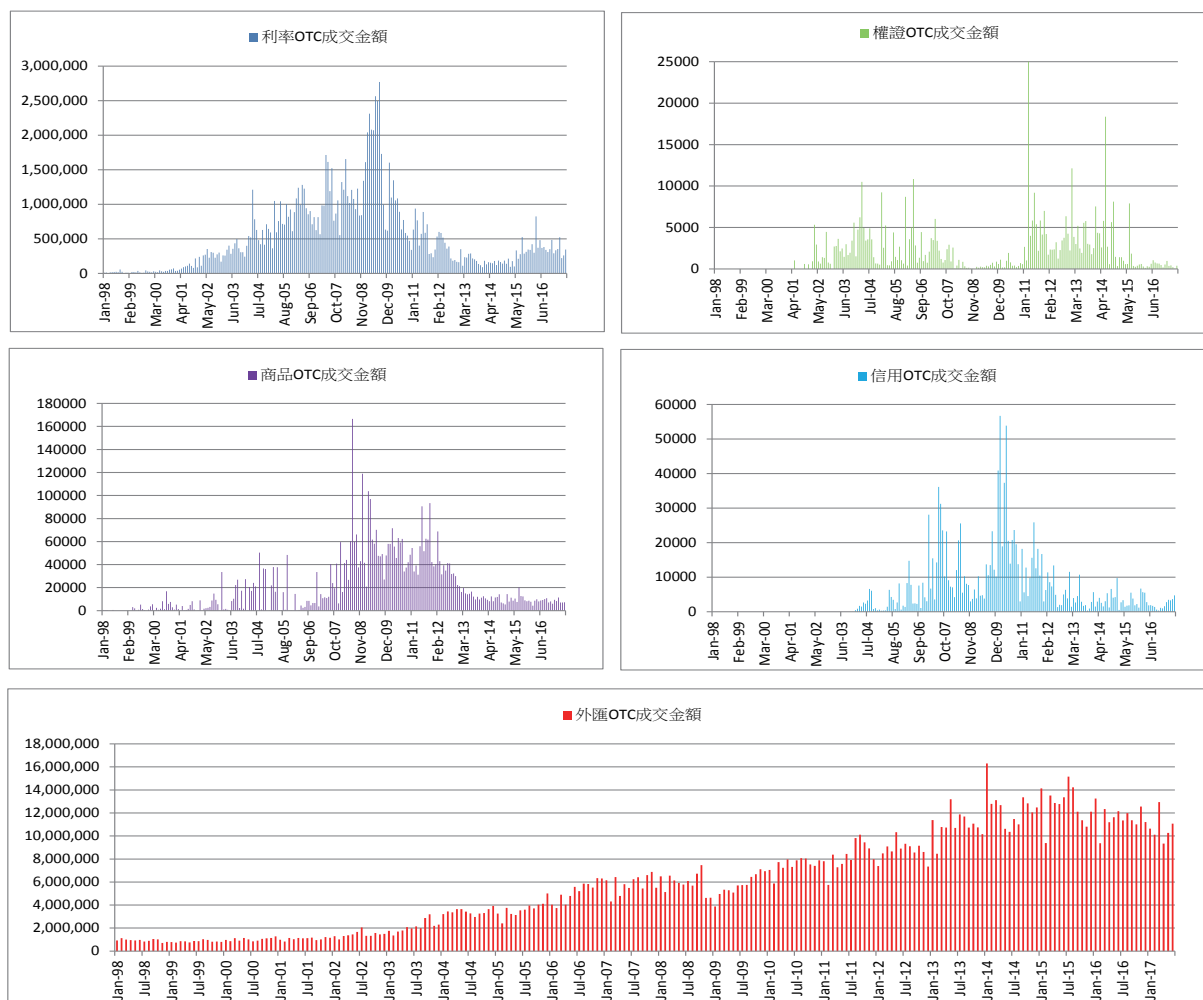 利率OTC成交金額
3,000,000
2,500,000
2,000,000
1,500,000
1,000,000
500,000
0
Jan-98
Feb-99
Mar-00
Apr-01
May-02
Jun-03
Jul-04
Aug-05
Sep-06
Oct-07
Nov-08
Dec-09
Jan-11
Feb-12
Mar-13
Apr-14
May-15
Jun-16
權證OTC成交金額
25000
20000
15000
10000
5000
0
Jan-98
Feb-99
Mar-00
Apr-01
May-02
Jun-03
Jul-04
Aug-05
Sep-06
Oct-07
Nov-08
Dec-09
Jan-11
Feb-12
Mar-13
Apr-14
May-15
Jun-16
商品OTC成交金額
180000
160000
140000
120000
100000
80000
60000
40000
20000
0
Jan-98
Feb-99
Mar-00
Apr-01
May-02
Jun-03
Jul-04
Aug-05
Sep-06
Oct-07
Nov-08
Dec-09
Jan-11
Feb-12
Mar-13
Apr-14
May-15
Jun-16
信用OTC成交金額
60000
50000
40000
30000
20000
10000
0
Jan-98
Feb-99
Mar-00
Apr-01
May-02
Jun-03
Jul-04
Aug-05
Sep-06
Oct-07
Nov-08
Dec-09
Jan-11
Feb-12
Mar-13
Apr-14
May-15
Jun-16
外匯OTC成交金額
18,000,000
16,000,000
14,000,000
12,000,000
10,000,000
8,000,000
6,000,000
4,000,000
2,000,000
0
Jan-98
Jul-98
Jan-99
Jul-99
Jan-00
Jul-00
Jan-01
Jul-01
Jan-02
Jul-02
Jan-03
Jul-03
Jan-04
Jul-04
Jan-05
Jul-05
Jan-06
Jul-06
Jan-07
Jul-07
Jan-08
Jul-08
Jan-09
Jul-09
Jan-10
Jul-10
Jan-11
Jul-11
Jan-12
Jul-12
Jan-13
Jul-13
Jan-14
Jul-14
Jan-15
Jul-15
Jan-16
Jul-16
Jan-17